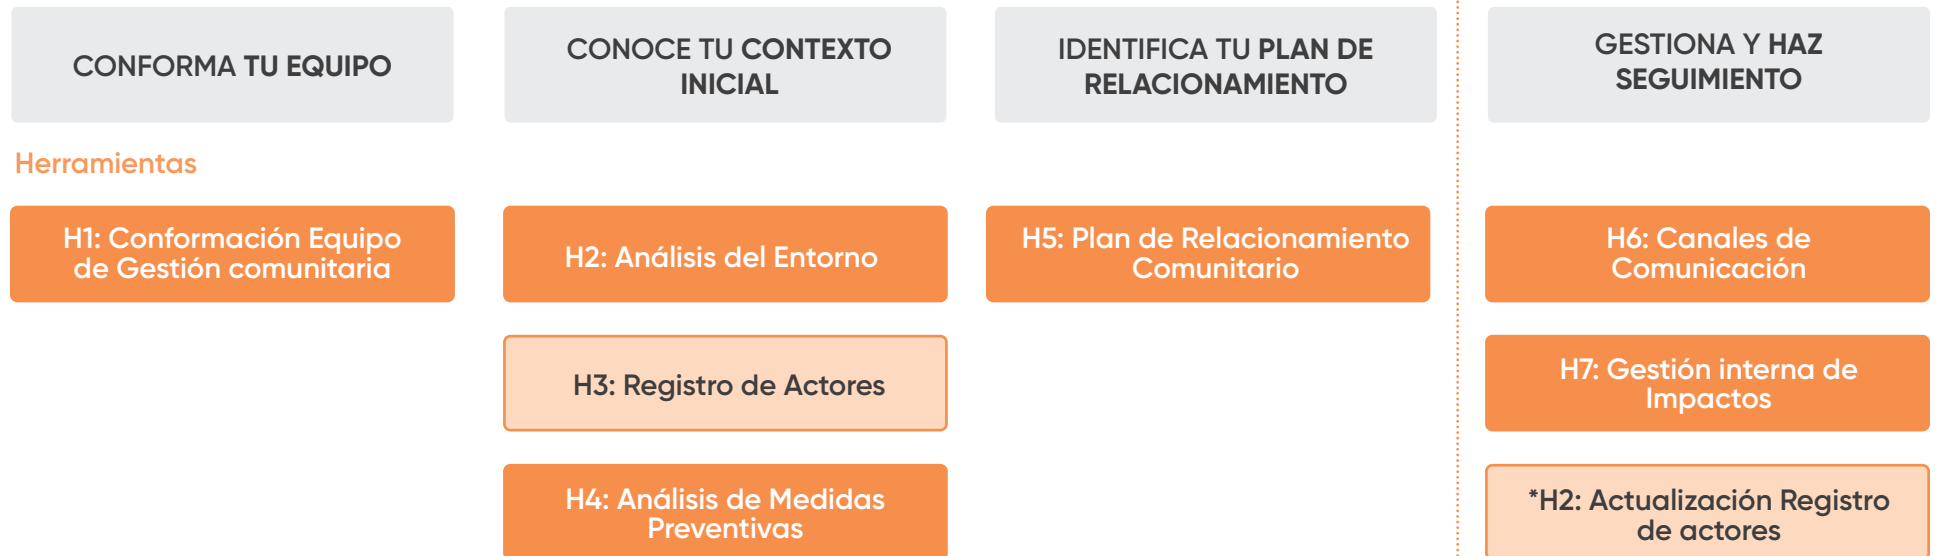 CONFORMA TU EQUIPO
CONOCE TU CONTEXTO
INICIAL
IDENTIFICA TU PLAN DE
RELACIONAMIENTO
GESTIONA Y HAZ
SEGUIMIENTO
Herramientas
H1: Conformación Equipo
de Gestión comunitaria
H2: Análisis del Entorno
H5: Plan de Relacionamiento
Comunitario
H6: Canales de
Comunicación
H3: Registro de Actores
H7: Gestión interna de
Impactos
H4: Análisis de Medidas
Preventivas
*H2: Actualización Registro
de actores